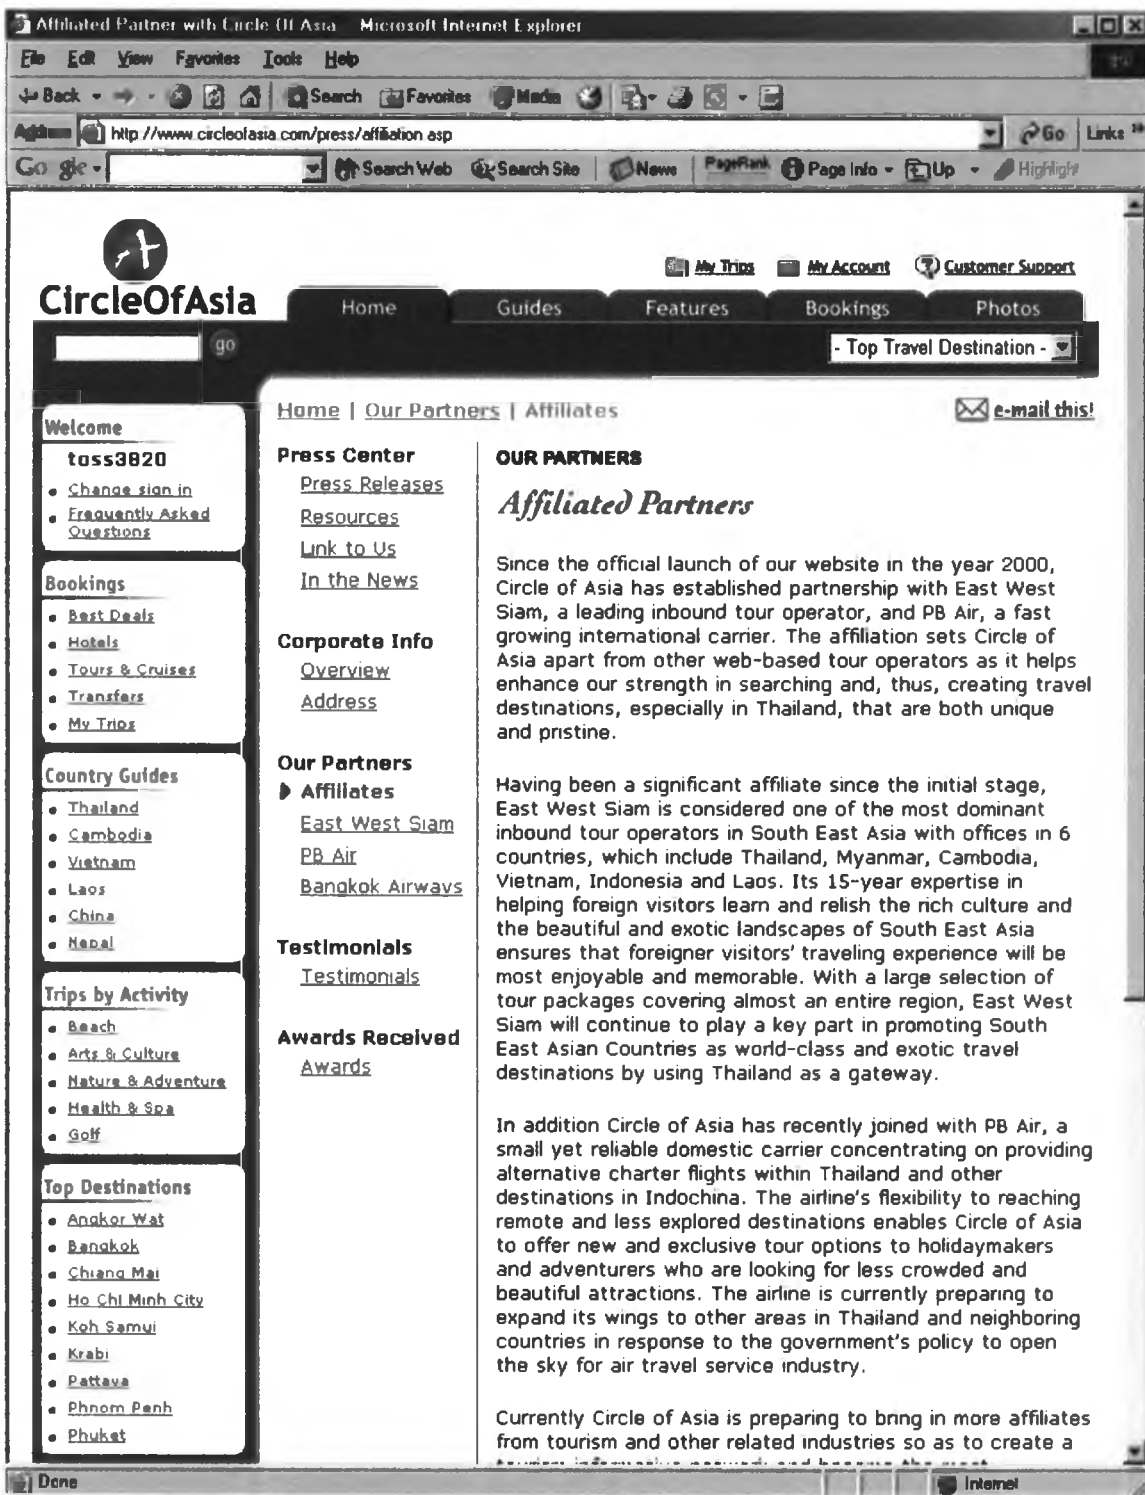 Affiliated Partner with Circle Of Asia Microsoft Internet Explorer
File Edit View Favorites Tools Help
Back Search Favorites Media
Address http //www.circleofasia.com/press/affiliation asp Go Links
Google Search Web Search Site News PageRank Page Info Up Highlight
My Trips My Account Customer Support
CircleOfAsia
Home Guides Features Bookings Photos
go - Top Travel Destination -
Home | Our Partners | Affiliates e-mail this!
Welcome
toss3820
Change sign in
Frequently Asked
Questions
Bookings
Best Deals
Hotels
Tours & Cruises
Transfers
My Trips
Country Guides
Thailand
Cambodia
Vietnam
Laos
China
Nepal
Trips by Activity
Beach
Arts & Culture
Nature & Adventure
Health & Spa
Golf
Top Destinations
Angkor Wat
Bangkok
Chiang Mai
Ho Chi Minh City
Koh Samui
Krabi
Pattaya
Phnom Penh
Phuket
Press Center
Press Releases
Resources
Link to Us
In the News
Corporate Info
Overview
Address
Our Partners
Affiliates
East West Siam
PB Air
Bangkok Airways
Testimonials
Testimonials
Awards Received
Awards
OUR PARTNERS
Affiliated Partners
Since the official launch of our website in the year 2000,
Circle of Asia has established partnership with East West
Siam, a leading inbound tour operator, and PB Air, a fast
growing international carrier. The affiliation sets Circle of
Asia apart from other web-based tour operators as it helps
enhance our strength in searching and, thus, creating travel
destinations, especially in Thailand, that are both unique
and pristine.
Having been a significant affiliate since the initial stage,
East West Siam is considered one of the most dominant
inbound tour operators in South East Asia with offices in 6
countries, which include Thailand, Myanmar, Cambodia,
Vietnam, Indonesia and Laos. Its 15-year expertise in
helping foreign visitors learn and relish the rich culture and
the beautiful and exotic landscapes of South East Asia
ensures that foreigner visitors' traveling experience will be
most enjoyable and memorable. With a large selection of
tour packages covering almost an entire region, East West
Siam will continue to play a key part in promoting South
East Asian Countries as world-class and exotic travel
destinations by using Thailand as a gateway.
In addition Circle of Asia has recently joined with PB Air, a
small yet reliable domestic carrier concentrating on providing
alternative charter flights within Thailand and other
destinations in Indochina. The airline's flexibility to reaching
remote and less explored destinations enables Circle of Asia
to offer new and exclusive tour options to holidaymakers
and adventurers who are looking for less crowded and
beautiful attractions. The airline is currently preparing to
expand its wings to other areas in Thailand and neighboring
countries in response to the government's policy to open
the sky for air travel service industry.
Currently Circle of Asia is preparing to bring in more affiliates
from tourism and other related industries so as to create a
Done Internet